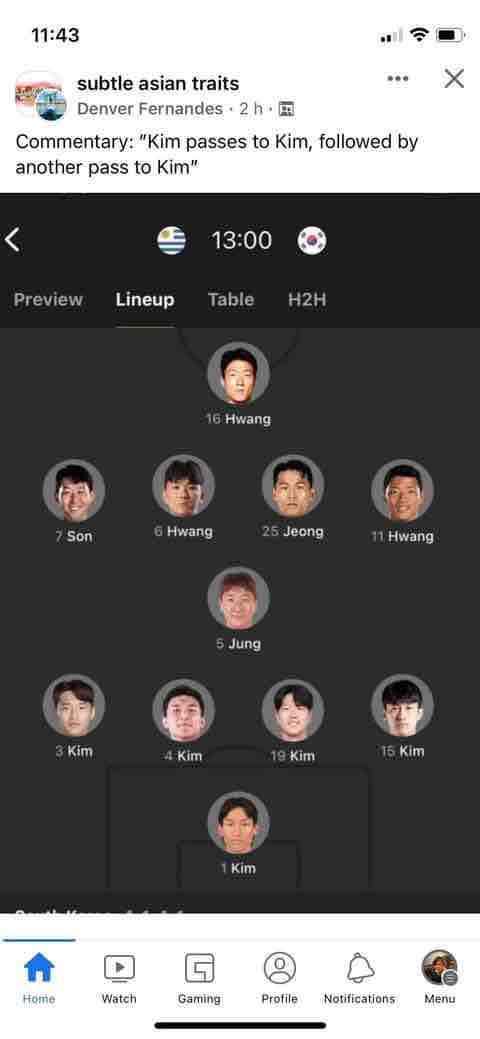 11:43
subtle asian traits
Denver Fernandes · 2 h ·
Commentary: "Kim passes to Kim, followed by
another pass to Kim"
13:00
Preview Lineup Table H2H
16 Hwang
7 Son 6 Hwang 25 Jeong 11 Hwang
5 Jung
3 Kim 4 Kim 19 Kim 15 Kim
1 Kim
Home Watch Gaming Profile Notifications Menu